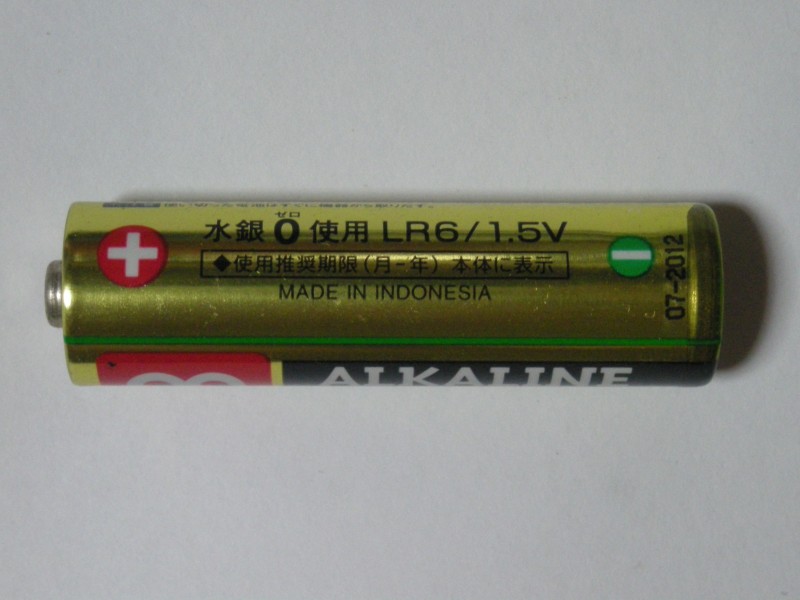 水銀0使用 LR6/1.5V
ゼロ
◆使用推奨期限(月-年) 本体に表示
MADE IN INDONESIA
07-2012
ALKALINE